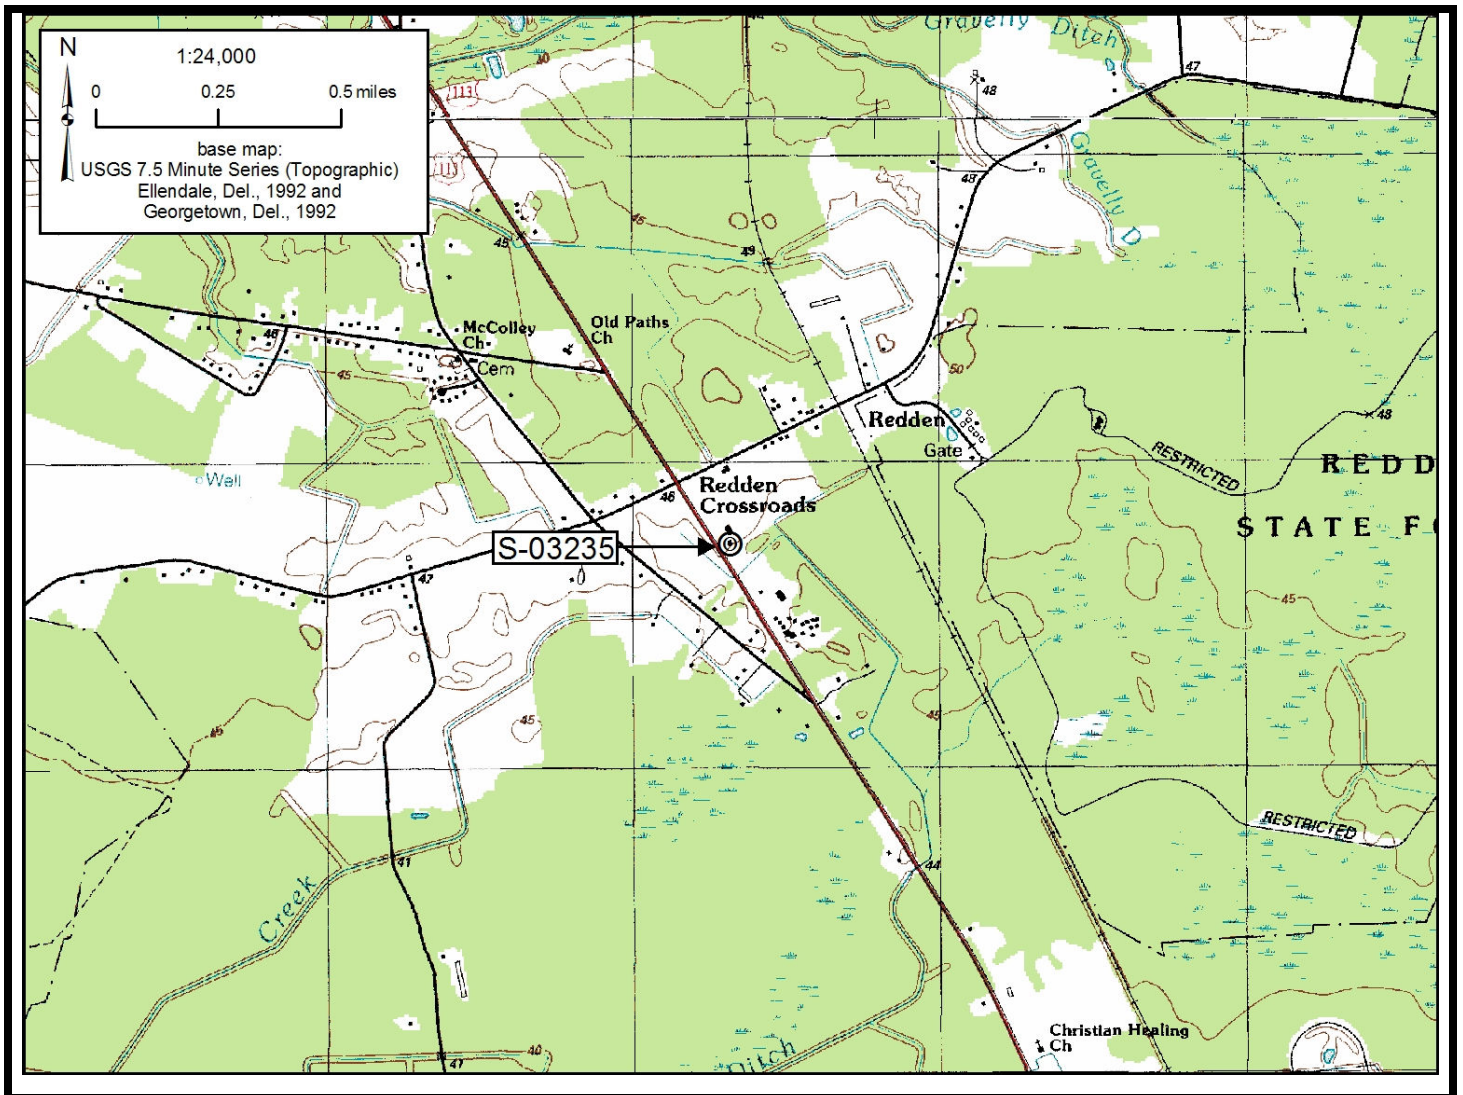 N
1:24,000
0 0.25 0.5 miles
base map:
USGS 7.5 Minute Series (Topographic)
Ellendale, Del., 1992 and
Georgetown, Del., 1992
Gravelly Ditch
40
113
48
47
113
Gravelly D
48
45
45
49
McColley
Ch
Old Paths
Ch
46
Cem
45
50
Redden
48
Gate
RESTRICTED
REDD
Well
46
Redden
Crossroads
STATE FO
S-03235
47
45
45
45
45
RESTRICTED
41
44
Creek
Christian Healing
Ch
Ditch
40
47